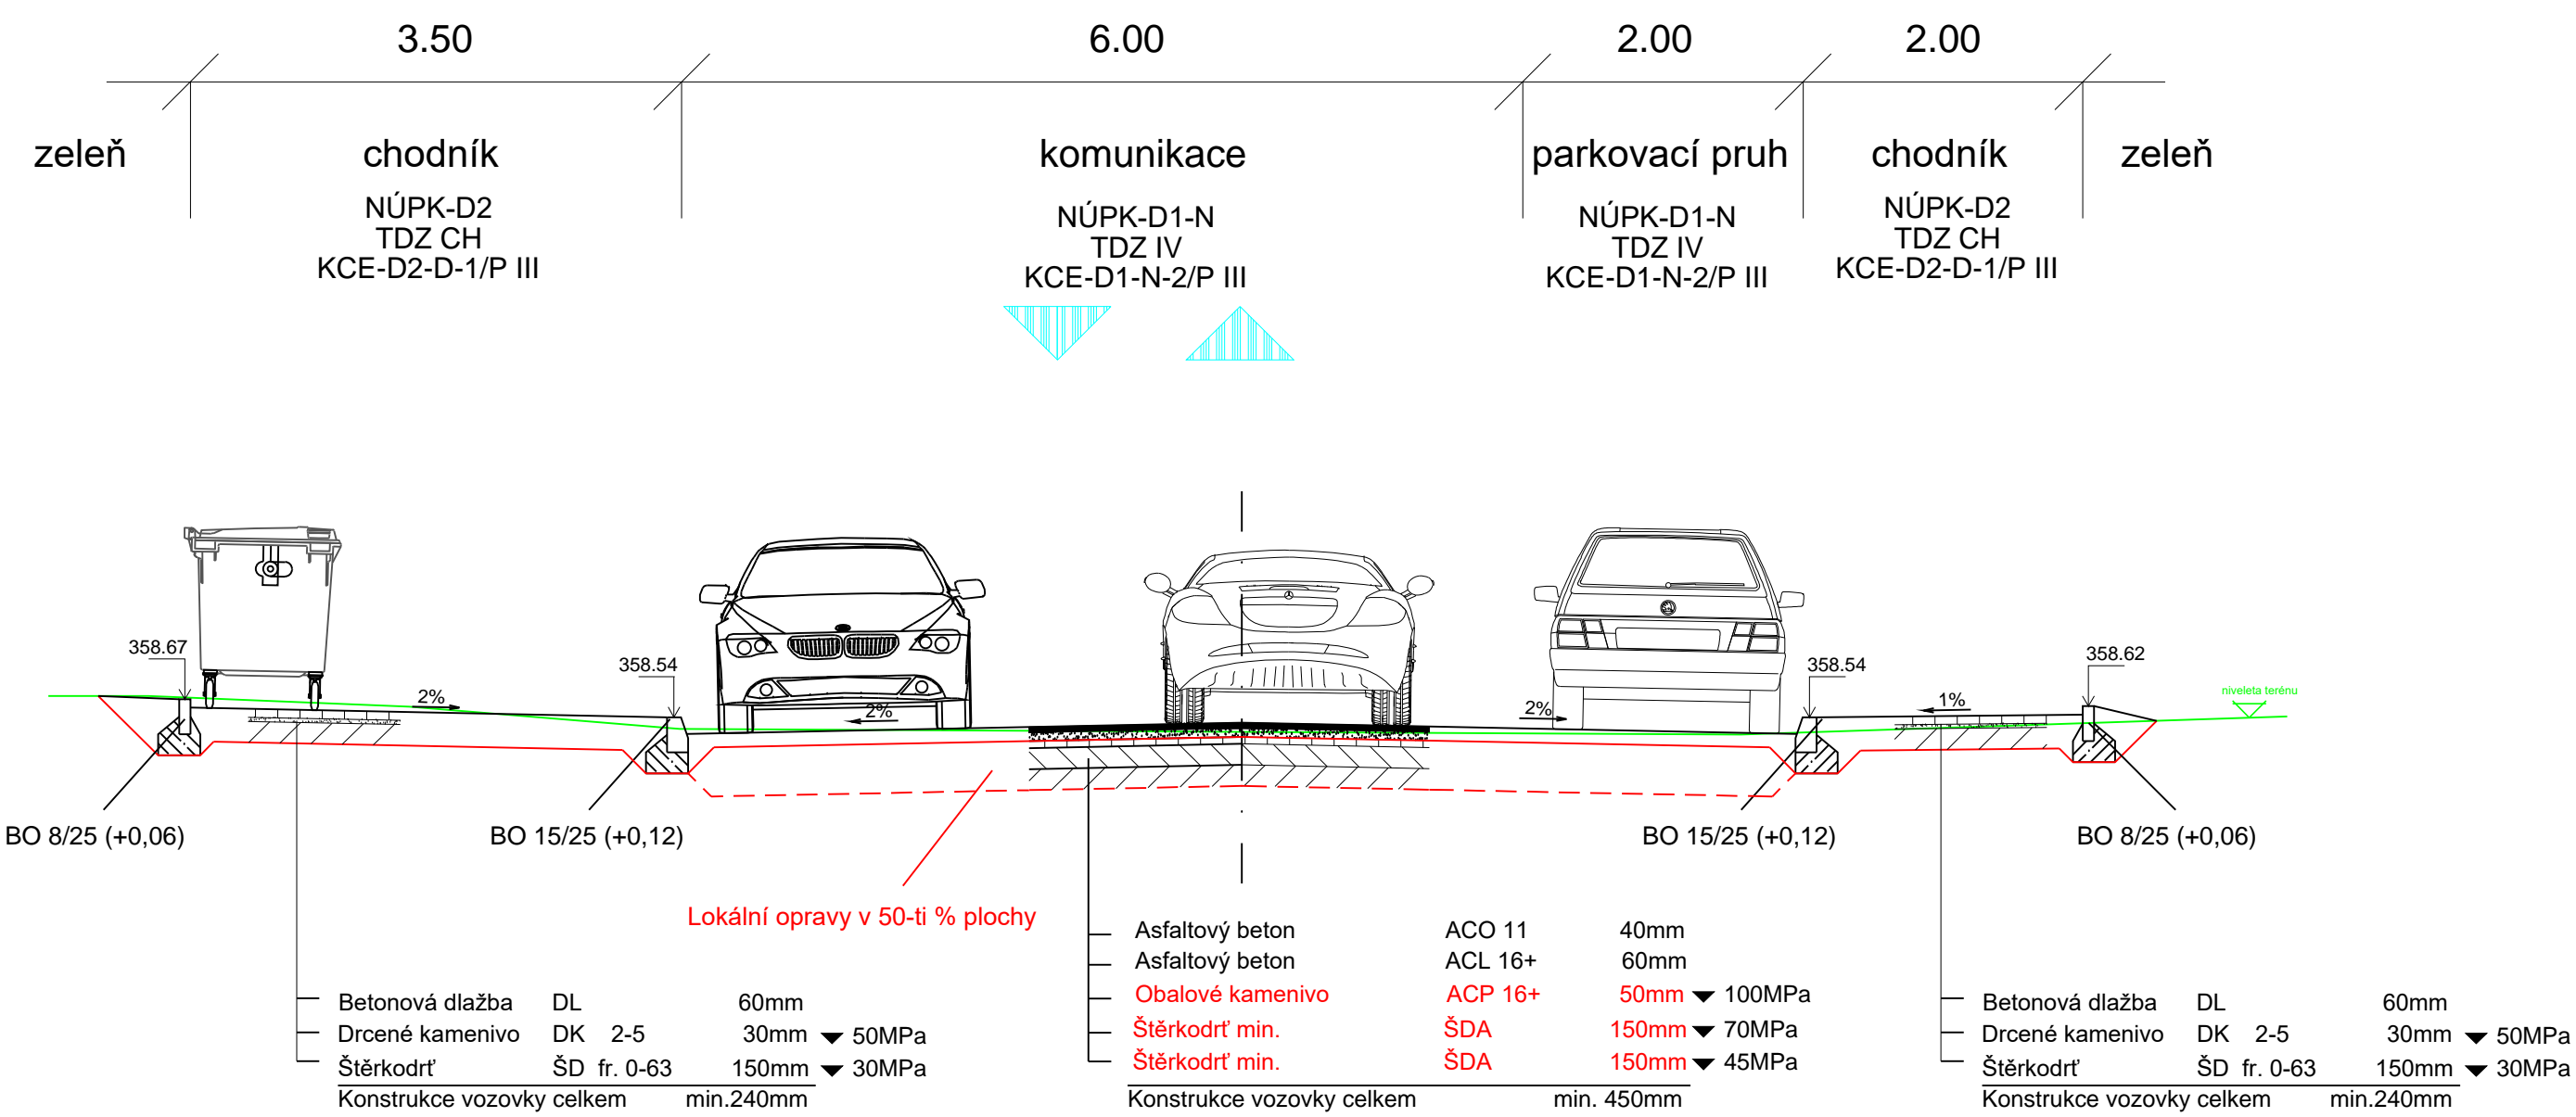 3.50
6.00
2.00
2.00
zeleň
chodník
komunikace
parkovací pruh
chodník
zeleň
NÚPK-D2
TDZ CH
KCE-D2-D-1/P III
NÚPK-D1-N
TDZ IV
KCE-D1-N-2/P III
NÚPK-D1-N
TDZ IV
KCE-D1-N-2/P III
NÚPK-D2
TDZ CH
KCE-D2-D-1/P III
358.67
358.54
358.54
358.62
niveleta terénu
2%
2%
2%
1%
BO 8/25 (+0,06)
BO 15/25 (+0,12)
BO 15/25 (+0,12)
BO 8/25 (+0,06)
Lokální opravy v 50-ti % plochy
Betonová dlažba DL 60mm
Drcené kamenivo DK 2-5 30mm 50MPa
Štěrkodrť ŠD fr. 0-63 150mm 30MPa
Konstrukce vozovky celkem min.240mm
Asfaltový beton ACO 11 40mm
Asfaltový beton ACL 16+ 60mm
Obalové kamenivo ACP 16+ 50mm 100MPa
Štěrkodrť min. ŠDA 150mm 70MPa
Štěrkodrť min. ŠDA 150mm 45MPa
Konstrukce vozovky celkem min. 450mm
Betonová dlažba DL 60mm
Drcené kamenivo DK 2-5 30mm 50MPa
Štěrkodrť ŠD fr. 0-63 150mm 30MPa
Konstrukce vozovky celkem min.240mm